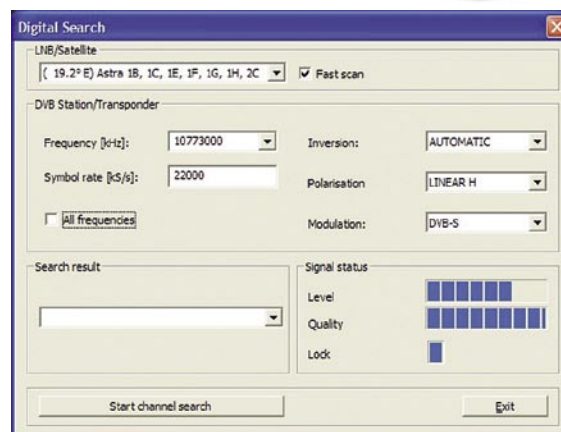 Digital Search
LNB/Satellite
( 19.2° E) Astra 1B, 1C, 1E, 1F, 1G, 1H, 2C
Fast scan
DVB Station/Transponder
Frequency [kHz]: 10773000
Inversion: AUTOMATIC
Symbol rate [kS/s]: 22000
Polarisation LINEAR H
All frequencies
Modulation: DVB-S
Search result
Signal status
Level
Quality
Lock
Start channel search
Exit